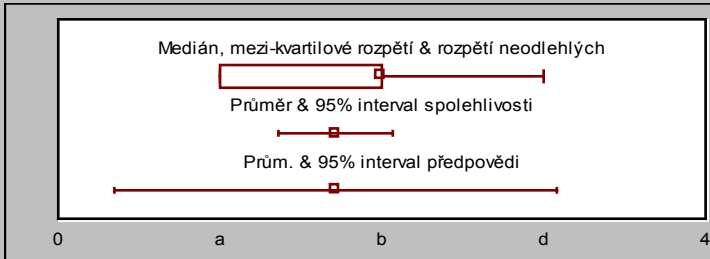 Medián, mezi-kvartilové rozpětí & rozpětí neodlehlých
Průměr & 95% interval spolehlivosti
Prům. & 95% interval předpovědi
0 a b d 4